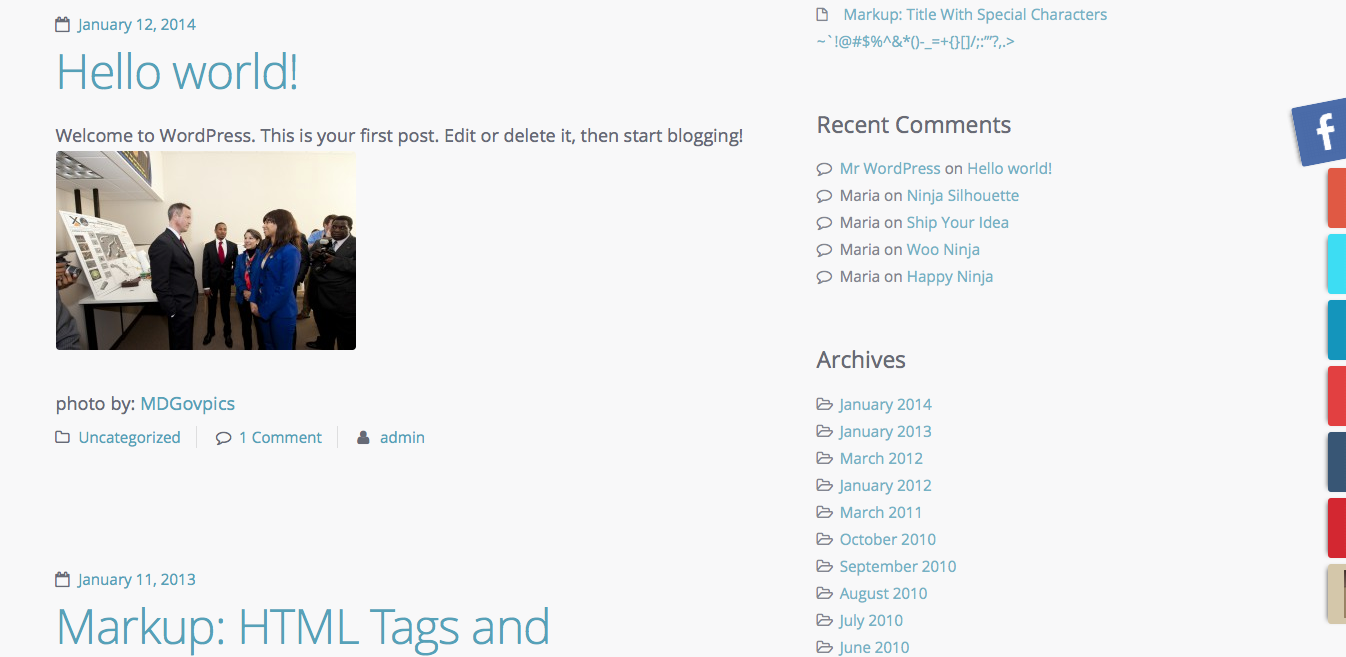 January 12, 2014
Hello world!
Welcome to WordPress. This is your first post. Edit or delete it, then start blogging!
photo by: MDGovpics
Uncategorized
1 Comment
admin
January 11, 2013
Markup: HTML Tags and
Markup: Title With Special Characters
~`!@#$%^&*()-_=+{}[]/;:'"?,.>
Recent Comments
Mr WordPress on Hello world!
Maria on Ninja Silhouette
Maria on Ship Your Idea
Maria on Woo Ninja
Maria on Happy Ninja
Archives
January 2014
January 2013
March 2012
January 2012
March 2011
October 2010
September 2010
August 2010
July 2010
June 2010
f